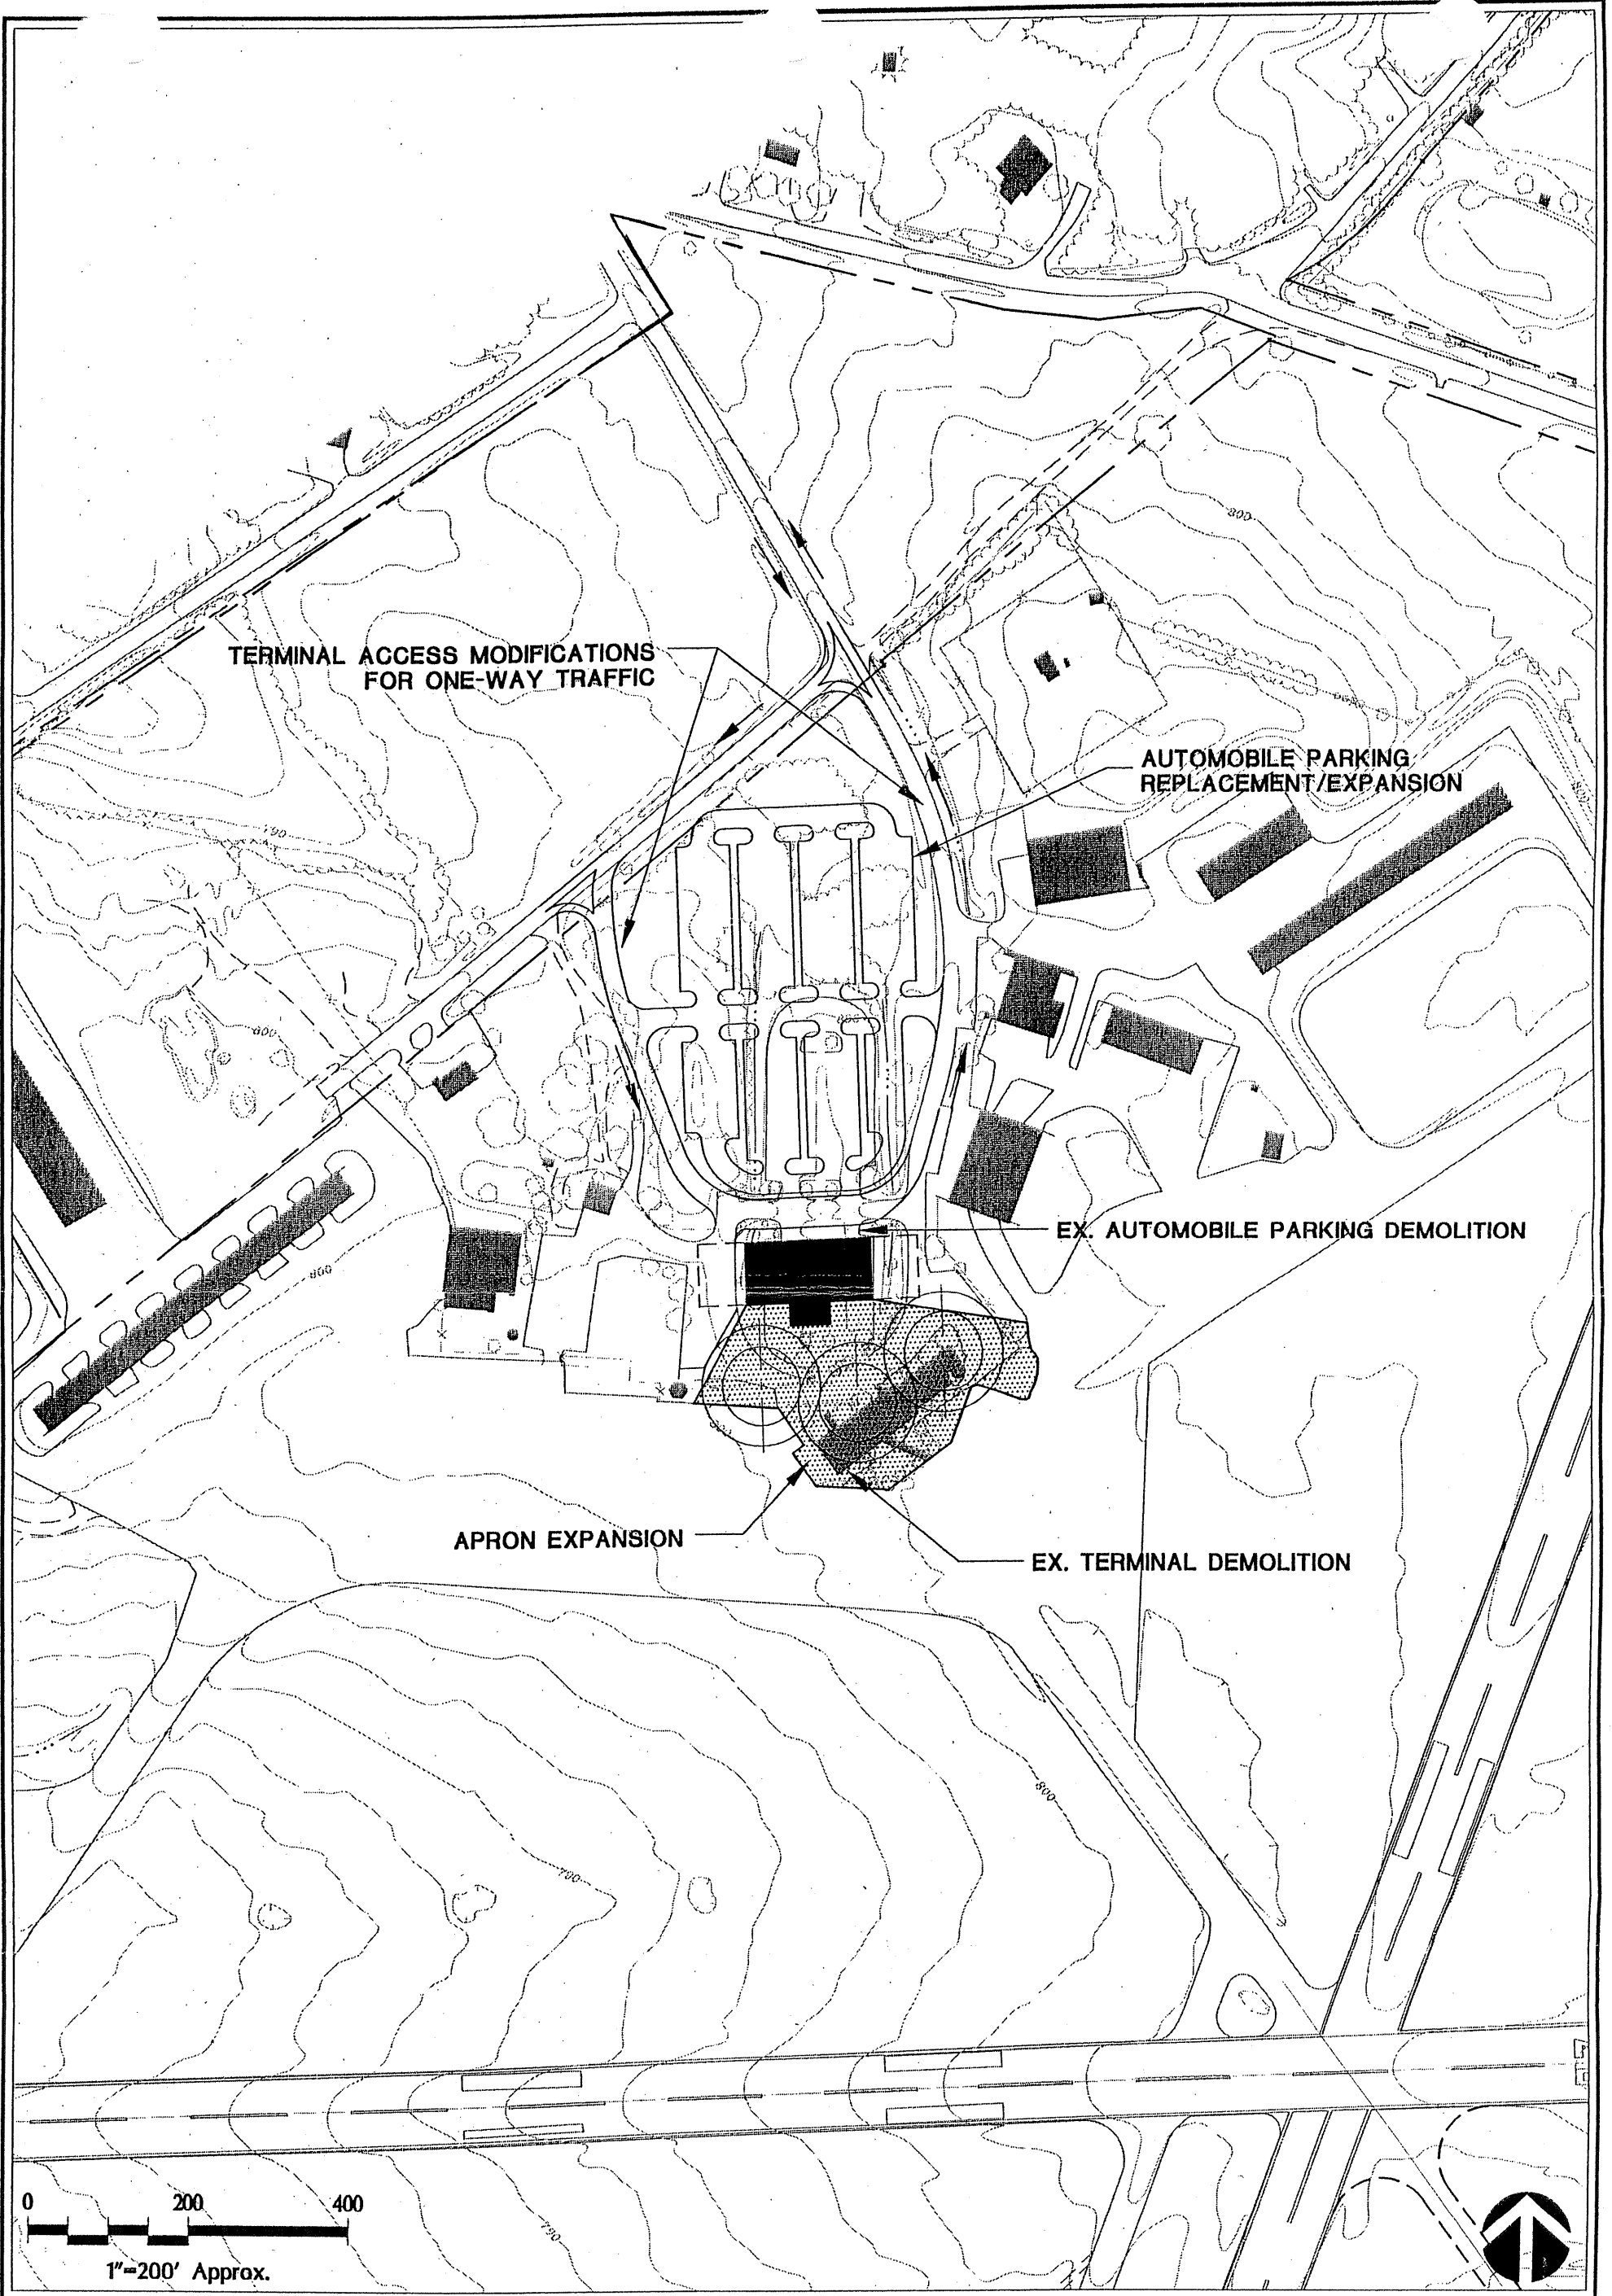 800
TERMINAL ACCESS MODIFICATIONS
FOR ONE-WAY TRAFFIC
AUTOMOBILE PARKING
REPLACEMENT/EXPANSION
790
800
800
EX. AUTOMOBILE PARKING DEMOLITION
APRON EXPANSION
EX. TERMINAL DEMOLITION
800
790
0 200 400
790
1"=200' Approx.